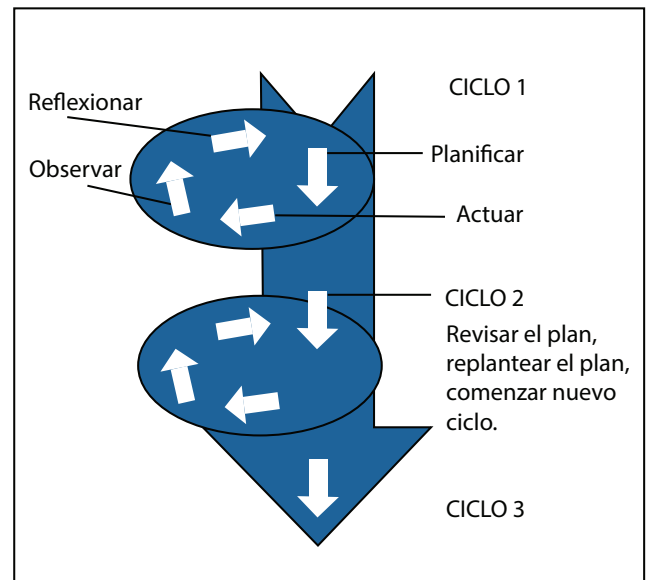 CICLO 1
Reflexionar
Planificar
Observar
Actuar
CICLO 2
Revisar el plan,
replantear el plan,
comenzar nuevo
ciclo.
CICLO 3